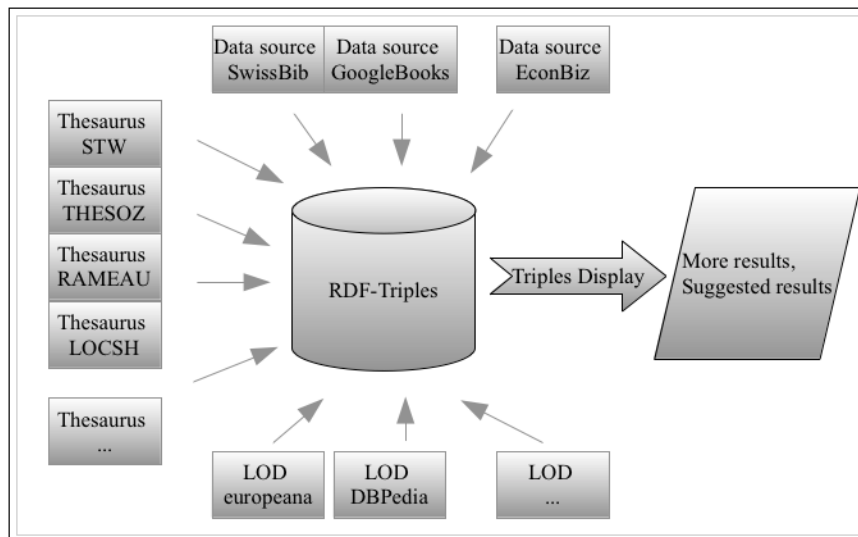 Data source
SwissBib
Data source
GoogleBooks
Data source
EconBiz
Thesaurus
STW
Thesaurus
THESOZ
Thesaurus
RAMEAU
Thesaurus
LOCSH
Thesaurus
...
RDF-Triples
Triples Display
More results,
Suggested results
LOD
europeana
LOD
DBPedia
LOD
...